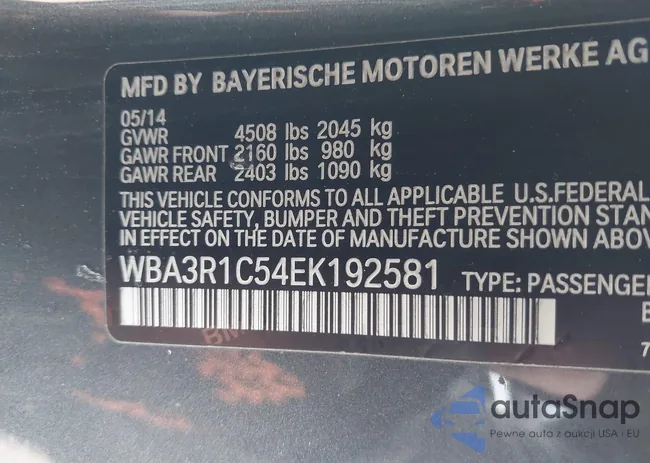 MFD BY BAYERISCHE MOTOREN WERKE AG
05/14
GVWR 4508 lbs 2045 kg
GAWR FRONT 2160 lbs 980 kg
GAWR REAR 2403 lbs 1090 kg
THIS VEHICLE CONFORMS TO ALL APPLICABLE U.S.FEDERAL
VEHICLE SAFETY, BUMPER AND THEFT PREVENTION STAN
IN EFFECT ON THE DATE OF MANUFACTURE SHOWN ABOV
WBA3R1C54EK192581 TYPE: PASSENGE
autoSnap
Pewne auta z aukcji USA i EU